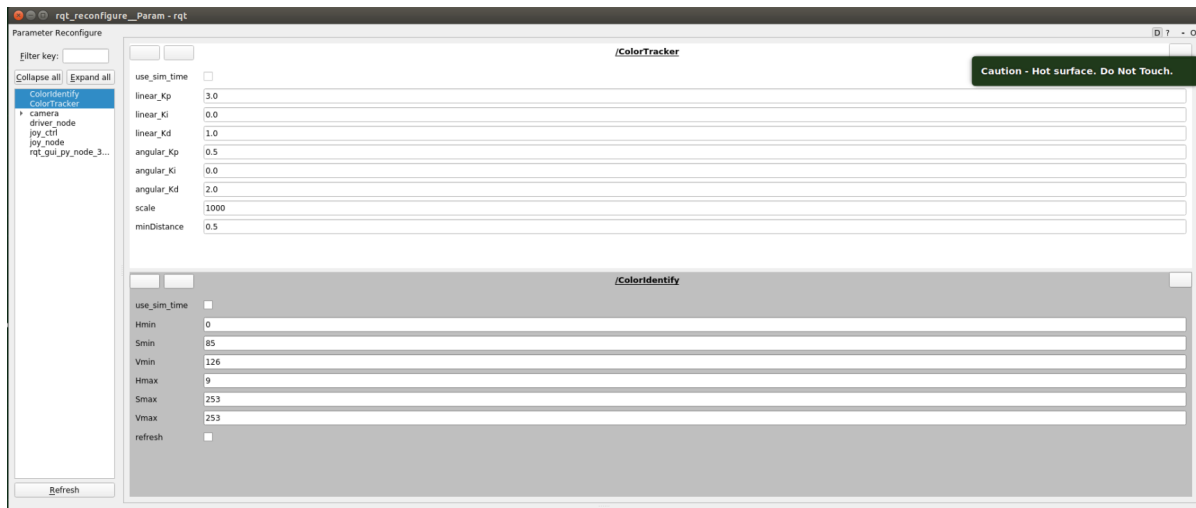 rqt_reconfigure__Param - rqt
Parameter Reconfigure
D ? - O
Filter key:
Collapse all Expand all
ColorIdentify
ColorTracker
camera
driver_node
joy_ctrl
joy_node
rqt_gui_py_node_3...
Refresh
/ColorTracker
Caution - Hot surface. Do Not Touch.
use_sim_time
linear_Kp 3.0
linear_Ki 0.0
linear_Kd 1.0
angular_Kp 0.5
angular_Ki 0.0
angular_Kd 2.0
scale 1000
minDistance 0.5
/ColorIdentify
use_sim_time
Hmin 0
Smin 85
Vmin 126
Hmax 9
Smax 253
Vmax 253
refresh